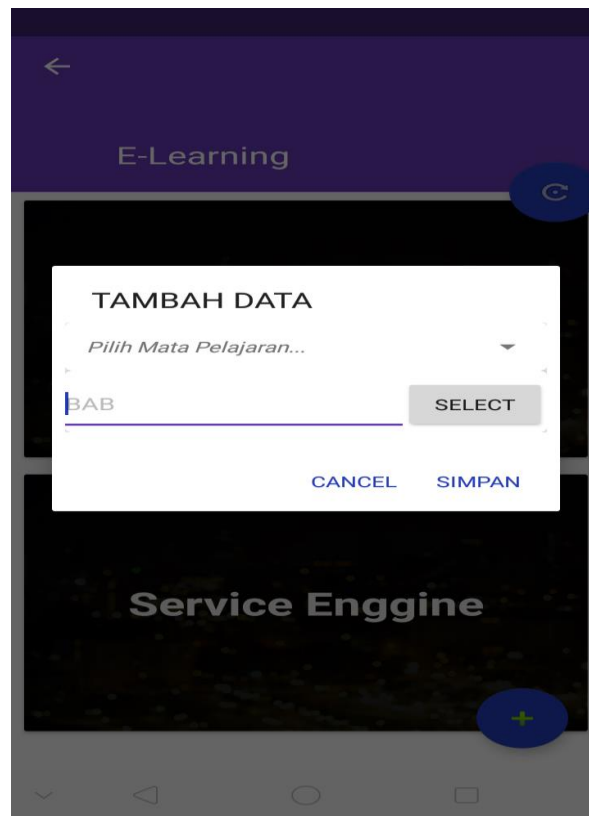 E-Learning
TAMBAH DATA
Pilih Mata Pelajaran...
BAB
SELECT
CANCEL SIMPAN
Service Enggine